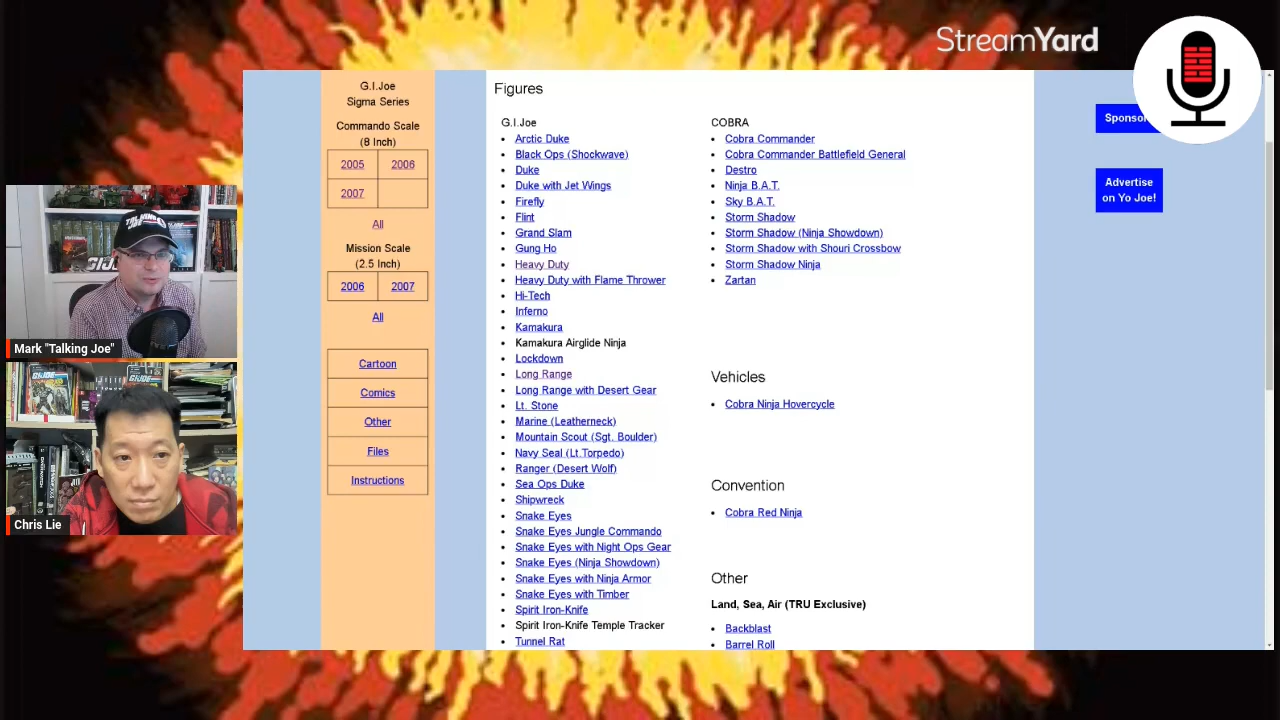 StreamYard
G.I.Joe
Sigma Series
Commando Scale
(8 Inch)
2005 2006
2007
All
Mission Scale
(2.5 Inch)
2006 2007
All
Cartoon
Comics
Other
Files
Instructions
Figures
G.I.Joe
Arctic Duke
Black Ops (Shockwave)
Duke
Duke with Jet Wings
Firefly
Flint
Grand Slam
Gung Ho
Heavy Duty
Heavy Duty with Flame Thrower
Hi-Tech
Inferno
Kamakura
Kamakura Airglide Ninja
Lockdown
Long Range
Long Range with Desert Gear
Lt. Stone
Marine (Leatherneck)
Mountain Scout (Sgt. Boulder)
Navy Seal (Lt.Torpedo)
Ranger (Desert Wolf)
Sea Ops Duke
Shipwreck
Snake Eyes
Snake Eyes Jungle Commando
Snake Eyes with Night Ops Gear
Snake Eyes (Ninja Showdown)
Snake Eyes with Ninja Armor
Snake Eyes with Timber
Spirit Iron-Knife
Spirit Iron-Knife Temple Tracker
Tunnel Rat
COBRA
Cobra Commander
Cobra Commander Battlefield General
Destro
Ninja B.A.T.
Sky B.A.T.
Storm Shadow
Storm Shadow (Ninja Showdown)
Storm Shadow with Shouri Crossbow
Storm Shadow Ninja
Zartan
Vehicles
Cobra Ninja Hovercycle
Convention
Cobra Red Ninja
Other
Land, Sea, Air (TRU Exclusive)
Backblast
Barrel Roll
Sponsor
Advertise
on Yo Joe!
Mark "Talking Joe"
Chris Lie